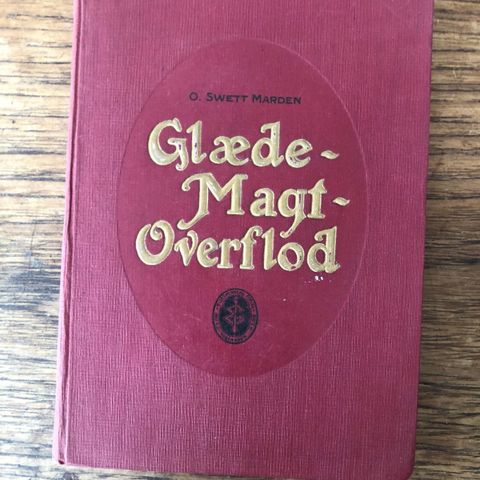 O. SWETT MARDEN
Glæde-
Magt-
Overflod